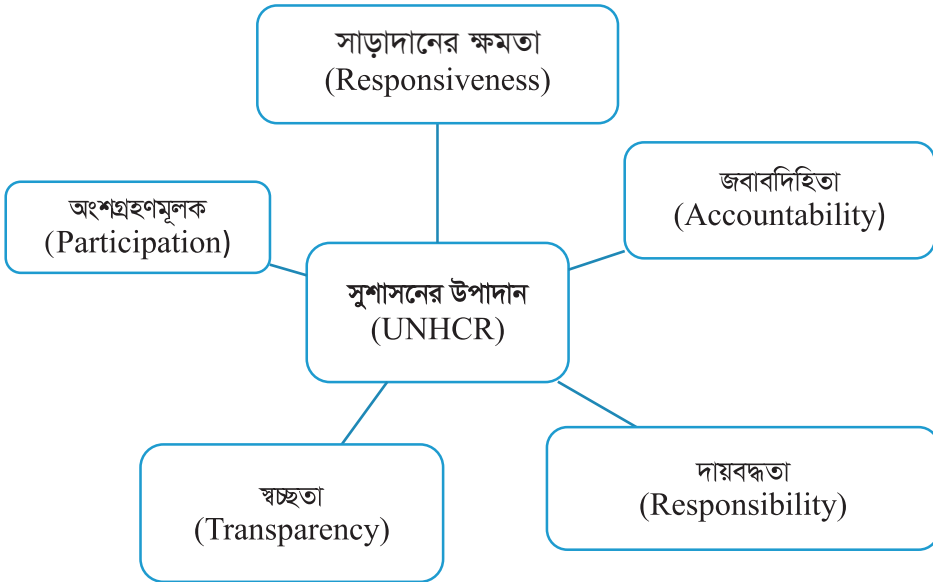 সাড়াদানের ক্ষমতা
(Responsiveness)
জবাবদিহিতা
(Accountability)
অংশগ্রহণমূলক
(Participation)
সুশাসনের উপাদান
(UNHCR)
স্বচ্ছতা
(Transparency)
দায়বদ্ধতা
(Responsibility)